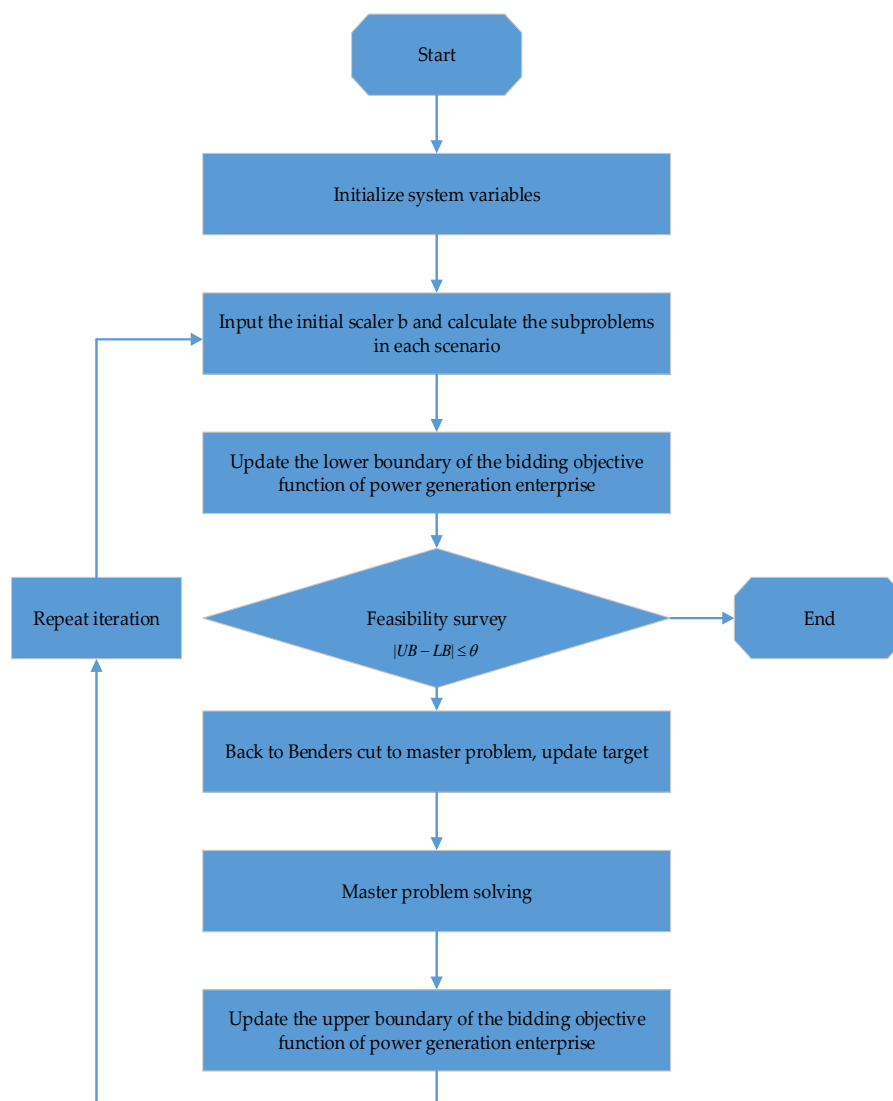 Start
Initialize system variables
Input the initial scaler b and calculate the subproblems
in each scenario
Update the lower boundary of the bidding objective
function of power generation enterprise
Repeat iteration
Feasibility survey
|UB − LB| ≤ θ
End
Back to Benders cut to master problem, update target
Master problem solving
Update the upper boundary of the bidding objective
function of power generation enterprise